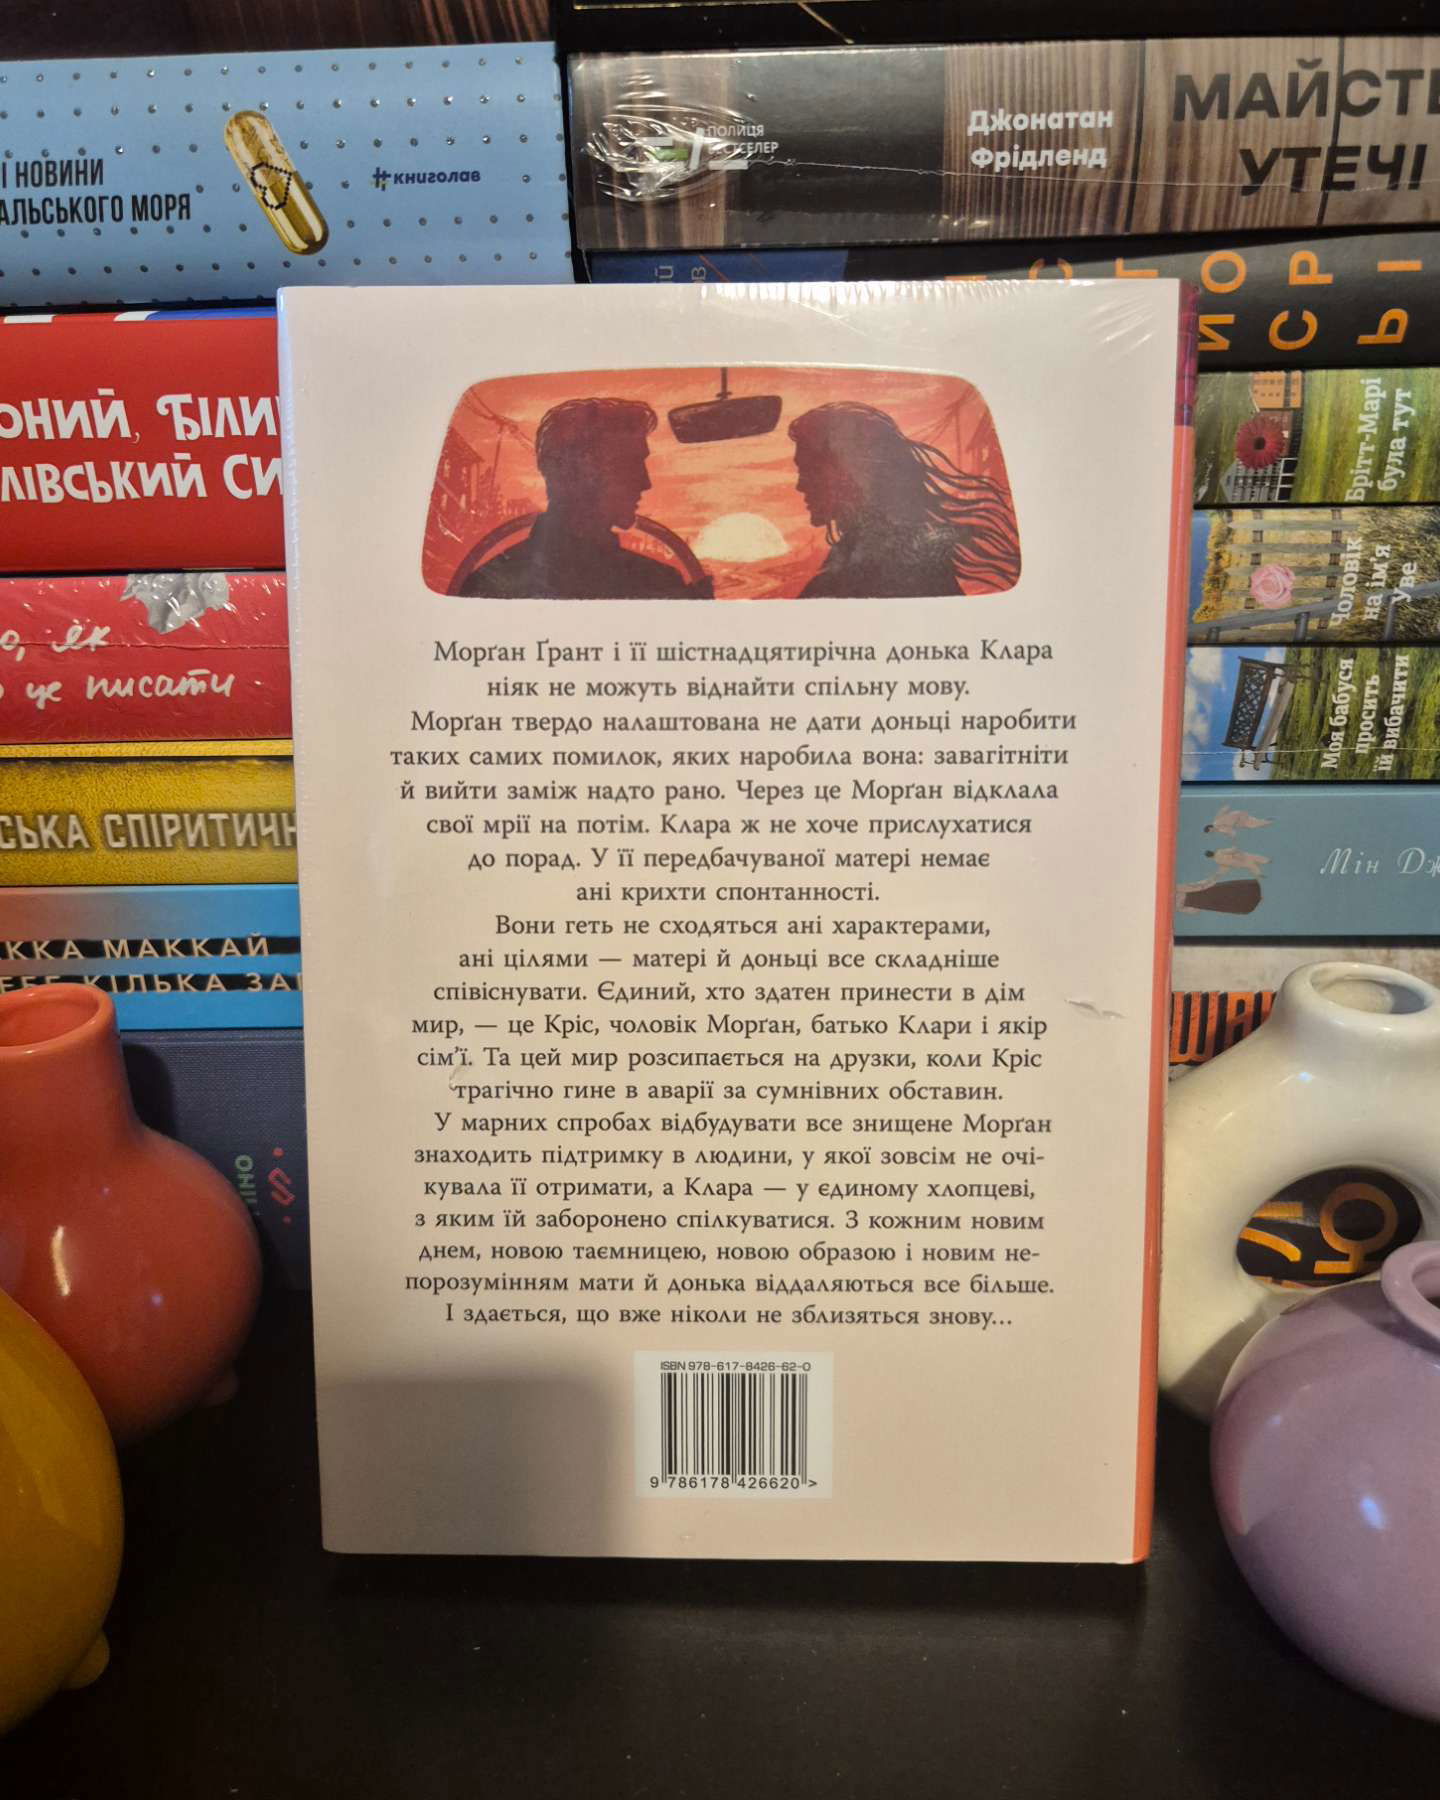 І НОВИНИ
АЛЬСЬКОГО МОРЯ
#книголав
ПОЛИЦЯ
БЕСТСЕЛЕР
Джонатан
Фрідленд
МАЙСТЕ
УТЕЧІ
ОНИЙ, БІЛИ
ЛІВСЬКИЙ СИ
о, як
це писати
СЬКА СПІРИТИЧН
ККА МАККАЙ
ЕБЕ КІЛЬКА ЗА
Брітт-Марі
була тут
Чоловік
на ім'я
Уве
Моя бабуся
просить
їй вибачити
Мін Дж
Морґан Ґрант і її шістнадцятирічна донька Клара
ніяк не можуть віднайти спільну мову.
Морґан твердо налаштована не дати доньці наробити
таких самих помилок, яких наробила вона: завагітніти
й вийти заміж надто рано. Через це Морґан відклала
свої мрії на потім. Клара ж не хоче прислухатися
до порад. У її передбачуваної матері немає
ані крихти спонтанності.
Вони геть не сходяться ані характерами,
ані цілями — матері й доньці все складніше
співіснувати. Єдиний, хто здатен принести в дім
мир, — це Кріс, чоловік Морґан, батько Клари і якір
сім'ї. Та цей мир розсипається на друзки, коли Кріс
трагічно гине в аварії за сумнівних обставин.
У марних спробах відбудувати все знищене Морґан
знаходить підтримку в людини, у якої зовсім не очі-
кувала її отримати, а Клара — у єдиному хлопцеві,
з яким їй заборонено спілкуватися. З кожним новим
днем, новою таємницею, новою образою і новим не-
порозумінням мати й донька віддаляються все більше.
І здається, що вже ніколи не зблизяться знову...
ISBN 978-617-8426-62-0
9 786178 426620 >